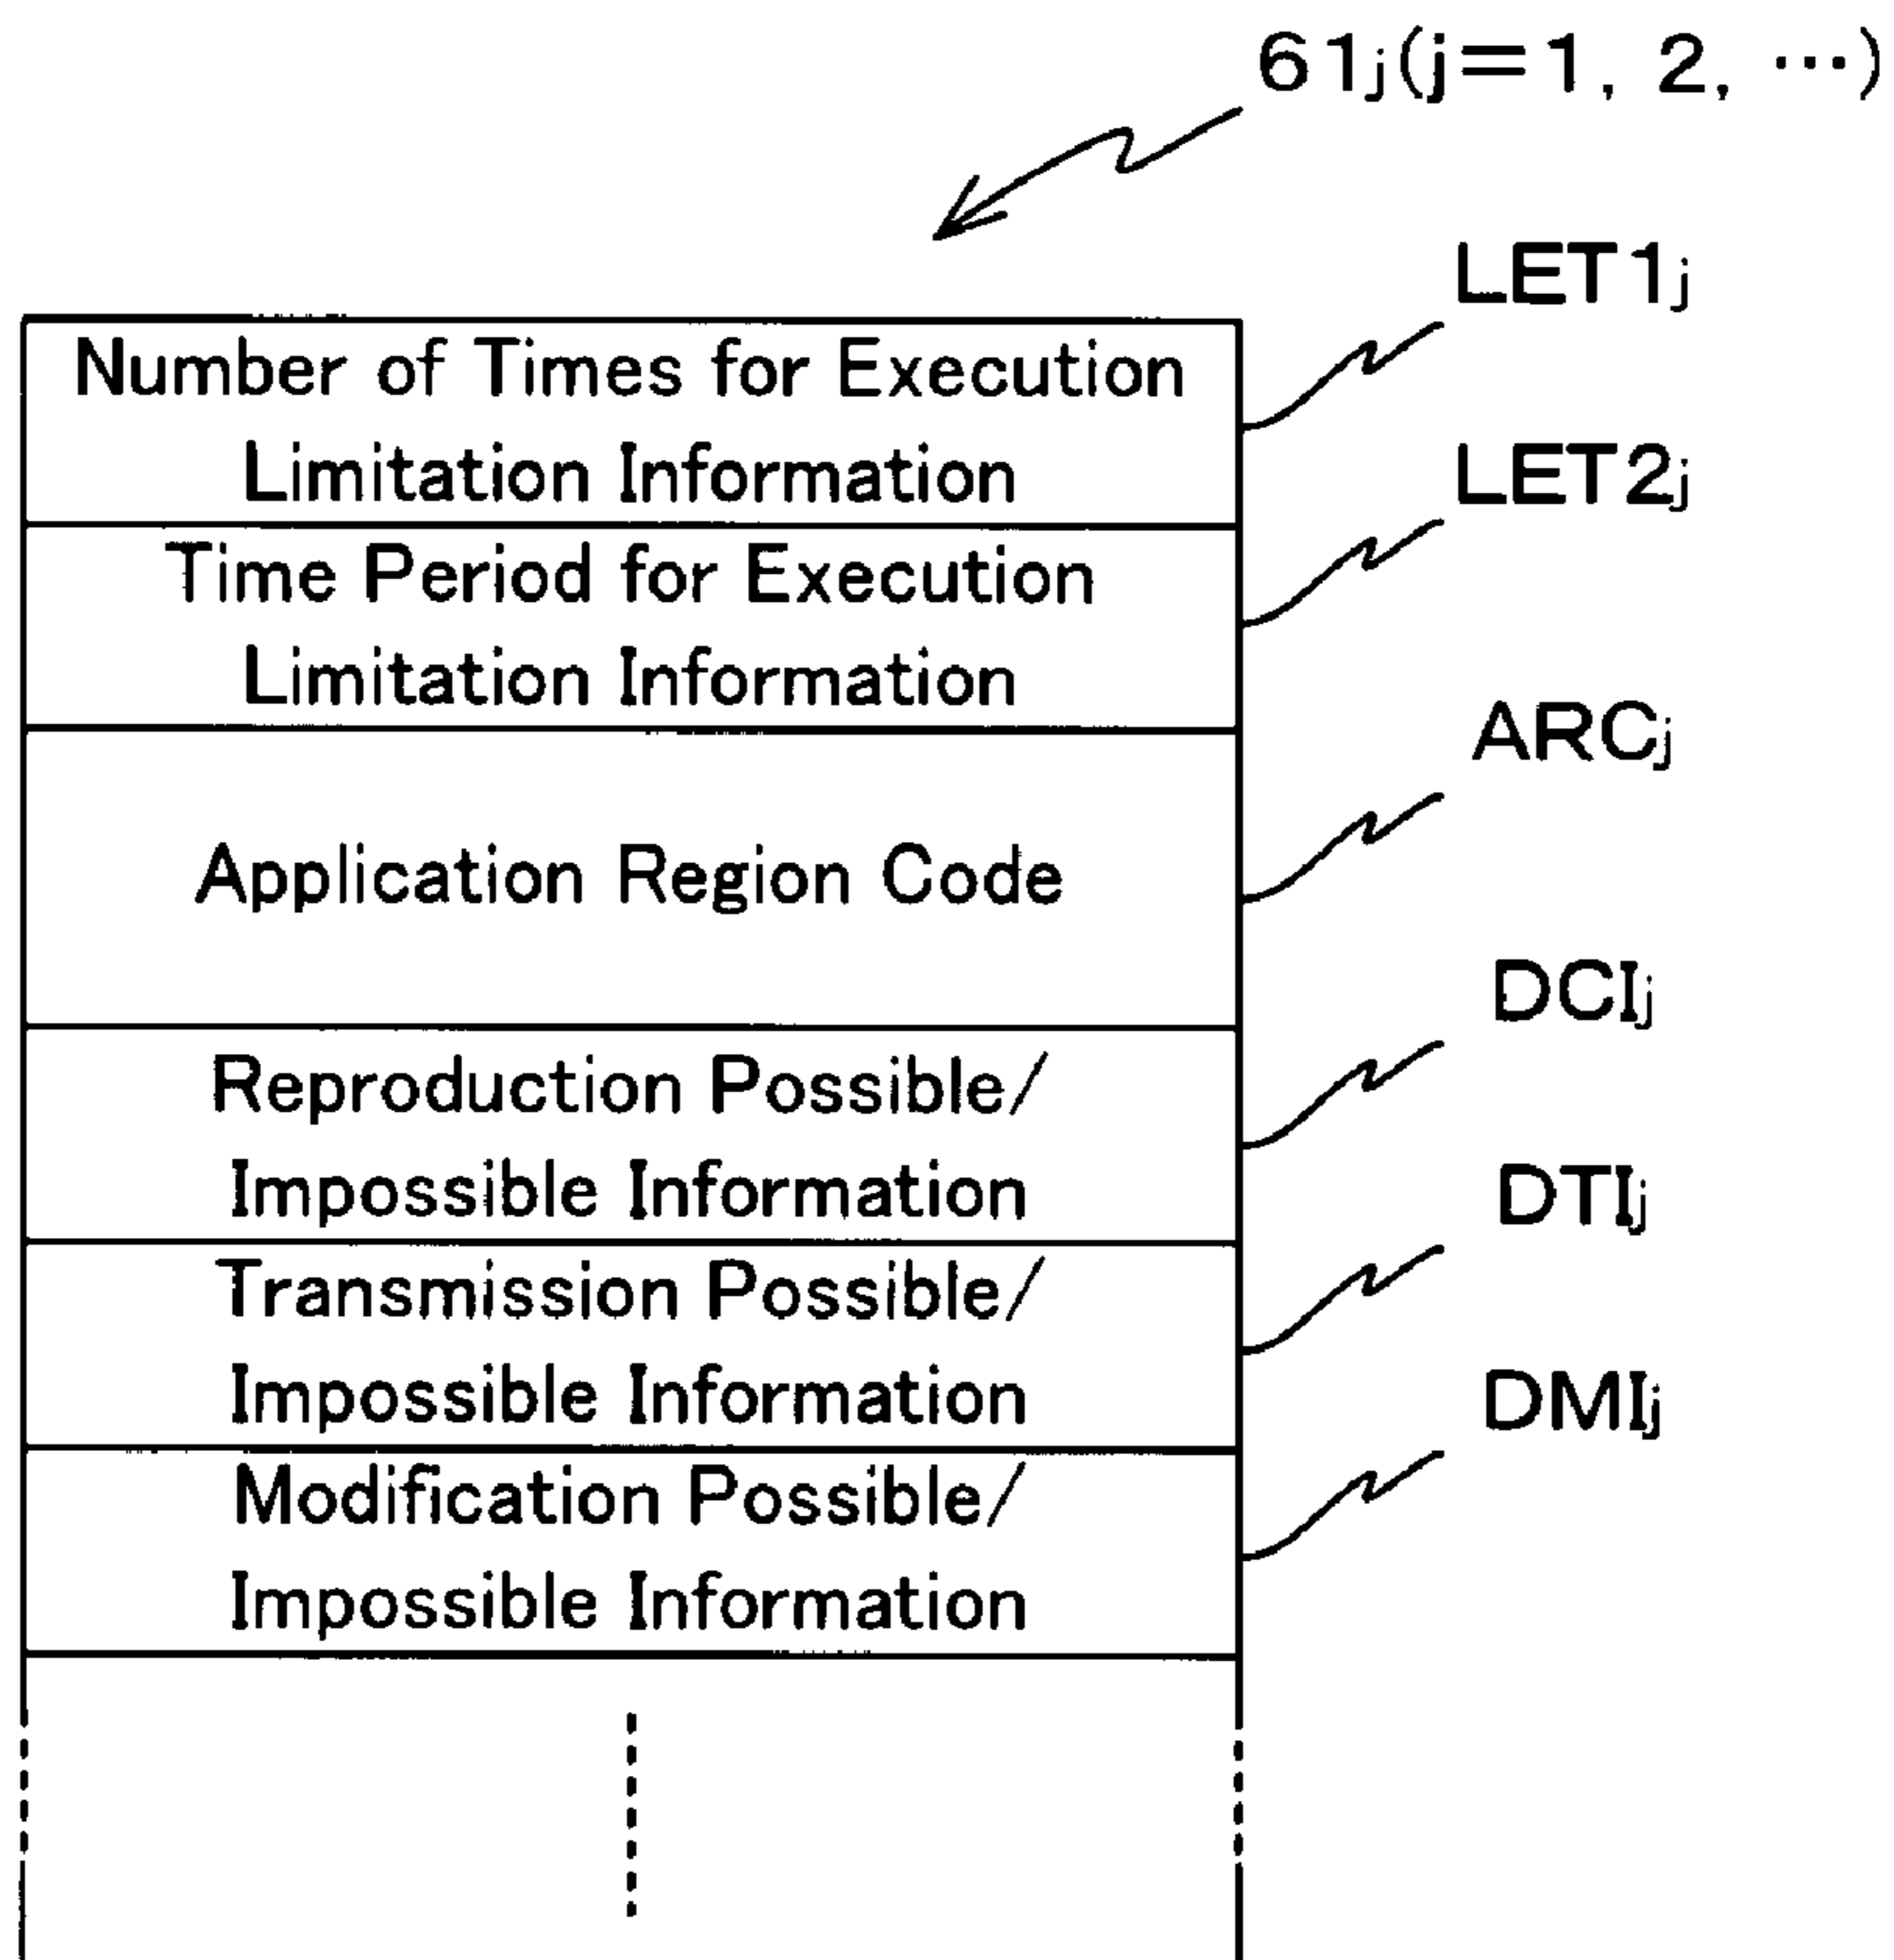 61j(j=1, 2, ⋯)
LET1j
Number of Times for Execution
Limitation Information
LET2j
Time Period for Execution
Limitation Information
ARCj
Application Region Code
DCIj
Reproduction Possible/
Impossible Information
DTIj
Transmission Possible/
Impossible Information
DMIj
Modification Possible/
Impossible Information